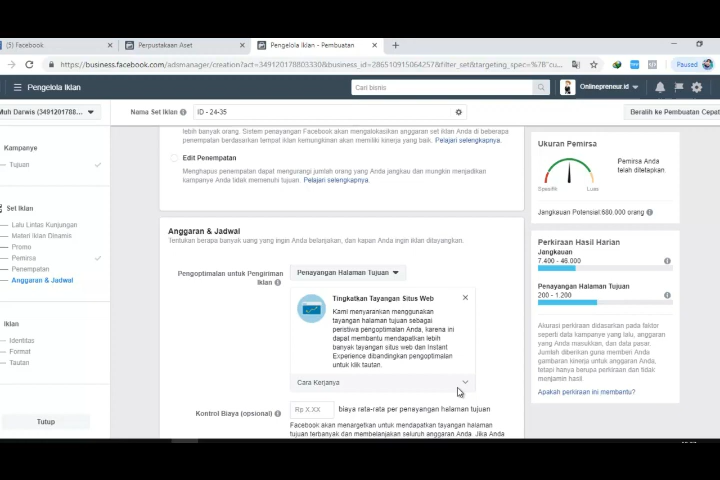 (5) Facebook
Perpustakaan Aset
Pengelola Iklan - Pembuatan
https://business.facebook.com/adsmanager/creation?act=349120178803330&business_id=286510915064257&filter_set&targeting_spec=%7B"cu...
Paused
Pengelola Iklan
Cari bisnis
Onlinepreneur.id
Muh Darwis (3491201788...
Nama Set Iklan
ID - 24-35
Beralih ke Pembuatan Cepat
Kampanye
Tujuan
Set Iklan
Lalu Lintas Kunjungan
Materi Iklan Dinamis
Promo
Pemirsa
Penempatan
Anggaran & Jadwal
Iklan
Identitas
Format
Tautan
Tutup
lebih banyak orang. Sistem penayangan Facebook akan mengalokasikan anggaran set iklan Anda di beberapa
penempatan berdasarkan tempat iklan kemungkinan akan memiliki kinerja yang baik. Pelajari selengkapnya.
Edit Penempatan
Menghapus penempatan dapat mengurangi jumlah orang yang Anda jangkau dan mungkin menjadikan
kampanye Anda tidak memenuhi tujuan. Pelajari selengkapnya.
Anggaran & Jadwal
Tentukan berapa banyak uang yang ingin Anda belanjakan, dan kapan Anda ingin iklan ditayangkan.
Pengoptimalan untuk Pengiriman
Iklan
Penayangan Halaman Tujuan
Tingkatkan Tayangan Situs Web
Kami menyarankan menggunakan
tayangan halaman tujuan sebagai
peristiwa pengoptimalan Anda, karena ini
dapat membantu mendapatkan lebih
banyak tayangan situs web dan Instant
Experience dibandingkan pengoptimalan
untuk klik tautan.
Cara Kerjanya
Kontrol Biaya (opsional)
Rp X.XX
biaya rata-rata per penayangan halaman tujuan
Facebook akan menargetkan untuk mendapatkan tayangan halaman
tujuan terbanyak dan membelanjakan seluruh anggaran Anda. Jika Anda
Ukuran Pemirsa
Spesifik
Luas
Pemirsa Anda
telah ditetapkan
Jangkauan Potensial:680.000 orang
Perkiraan Hasil Harian
Jangkauan
7.400 - 46.000
Penayangan Halaman Tujuan
200 - 1.200
Akurasi perkiraan didasarkan pada faktor
seperti data kampanye yang lalu, anggaran
yang Anda masukkan, dan data pasar.
Jumlah diberikan guna memberi Anda
gambaran kinerja untuk anggaran Anda,
tetapi hanya berupa perkiraan dan tidak
menjamin hasil.
Apakah perkiraan ini membantu?